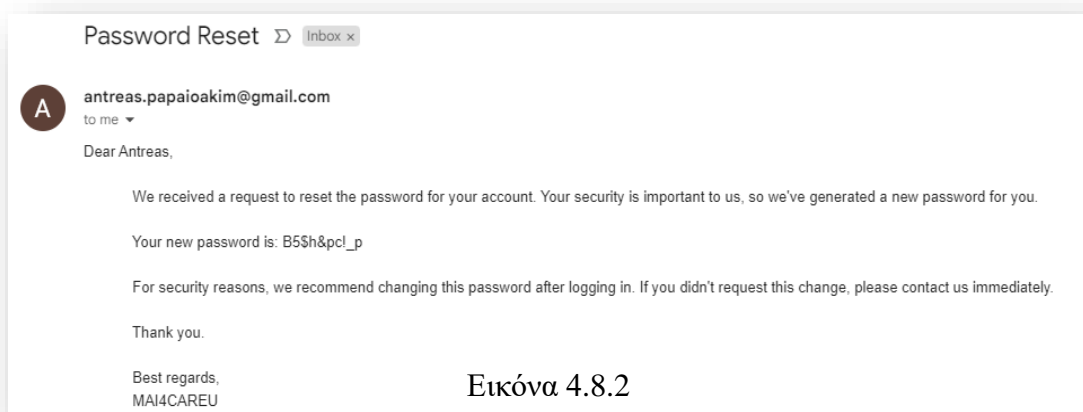 Password Reset Inbox x
A
antreas.papaioakim@gmail.com
to me
Dear Antreas,
We received a request to reset the password for your account. Your security is important to us, so we've generated a new password for you.
Your new password is: B5$h&pc!_p
For security reasons, we recommend changing this password after logging in. If you didn't request this change, please contact us immediately.
Thank you.
Best regards,
MAI4CAREU
Εικόνα 4.8.2